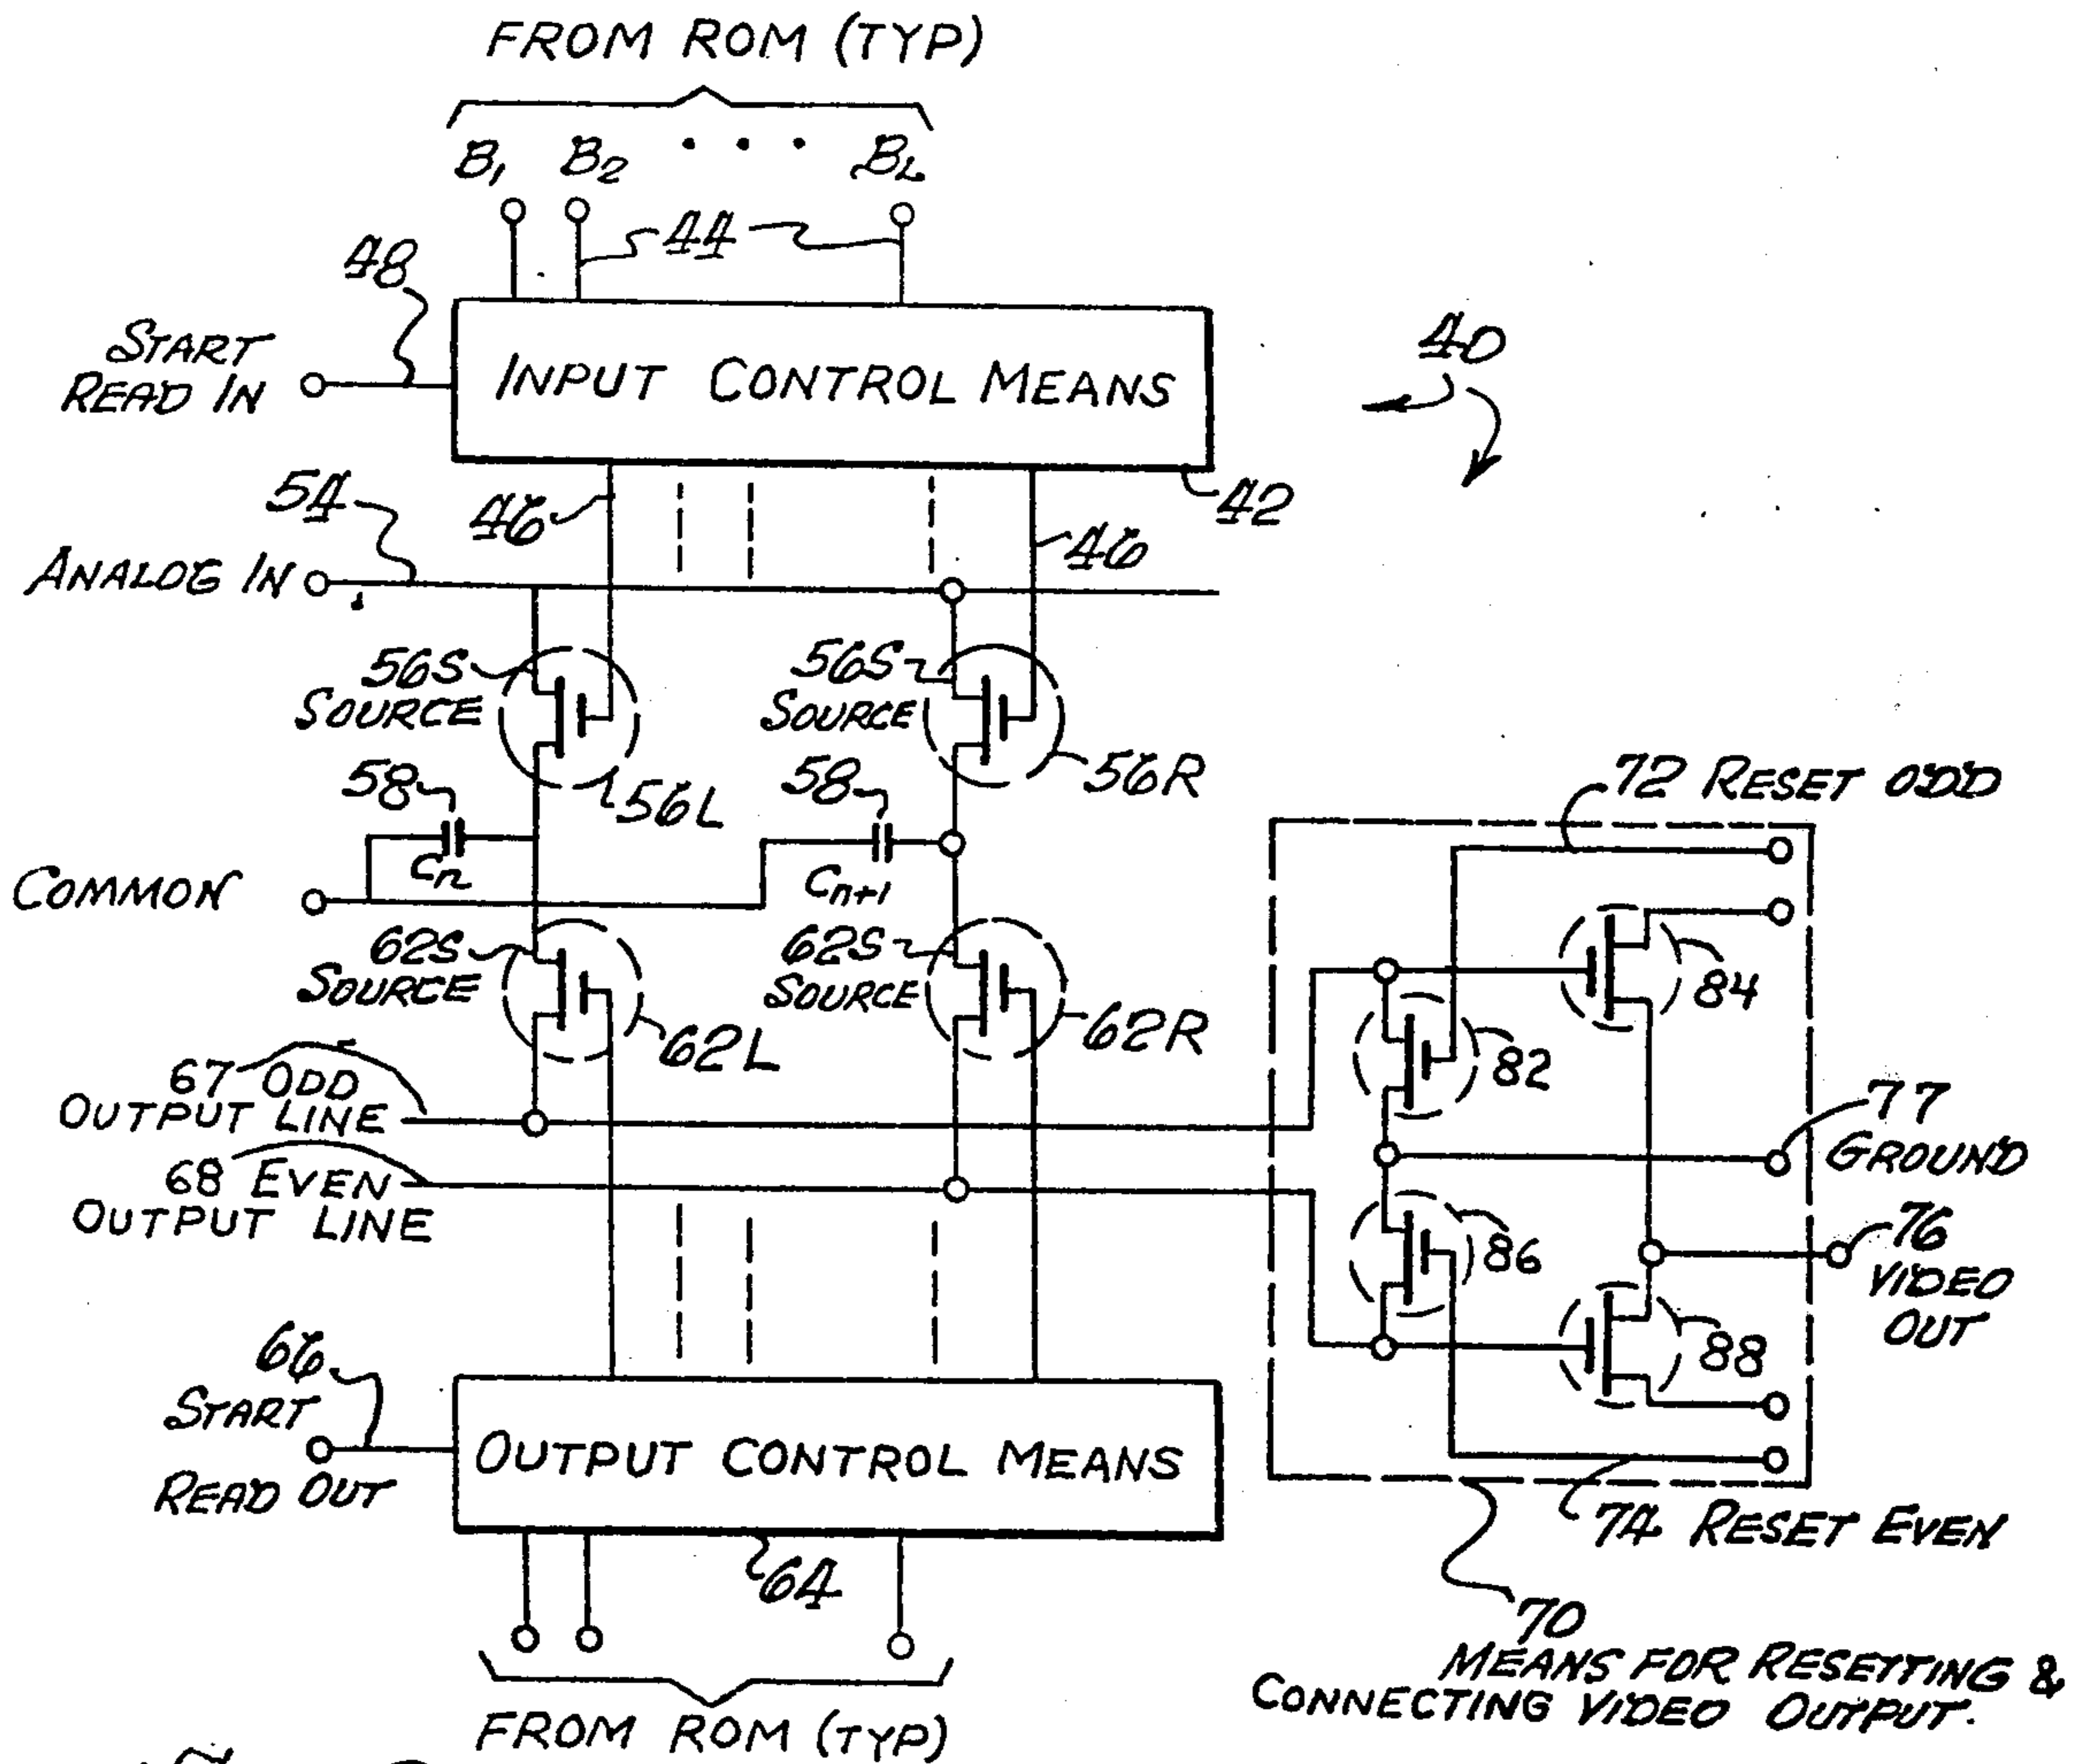 FROM ROM (TYP)
B1 B2 • • • BL
44
48
START
READ IN
INPUT CONTROL MEANS
40
42
54
46
46
ANALOG IN
56S
SOURCE
56S
SOURCE
56L
56R
58
58
Cn
Cn+1
COMMON
62S
SOURCE
62S
SOURCE
62L
62R
72 RESET ODD
84
82
67 ODD
OUTPUT LINE
77
GROUND
68 EVEN
OUTPUT LINE
76
VIDEO
OUT
86
88
66
START
READ OUT
OUTPUT CONTROL MEANS
74 RESET EVEN
64
70
MEANS FOR RESETTING &
CONNECTING VIDEO OUTPUT.
FROM ROM (TYP)